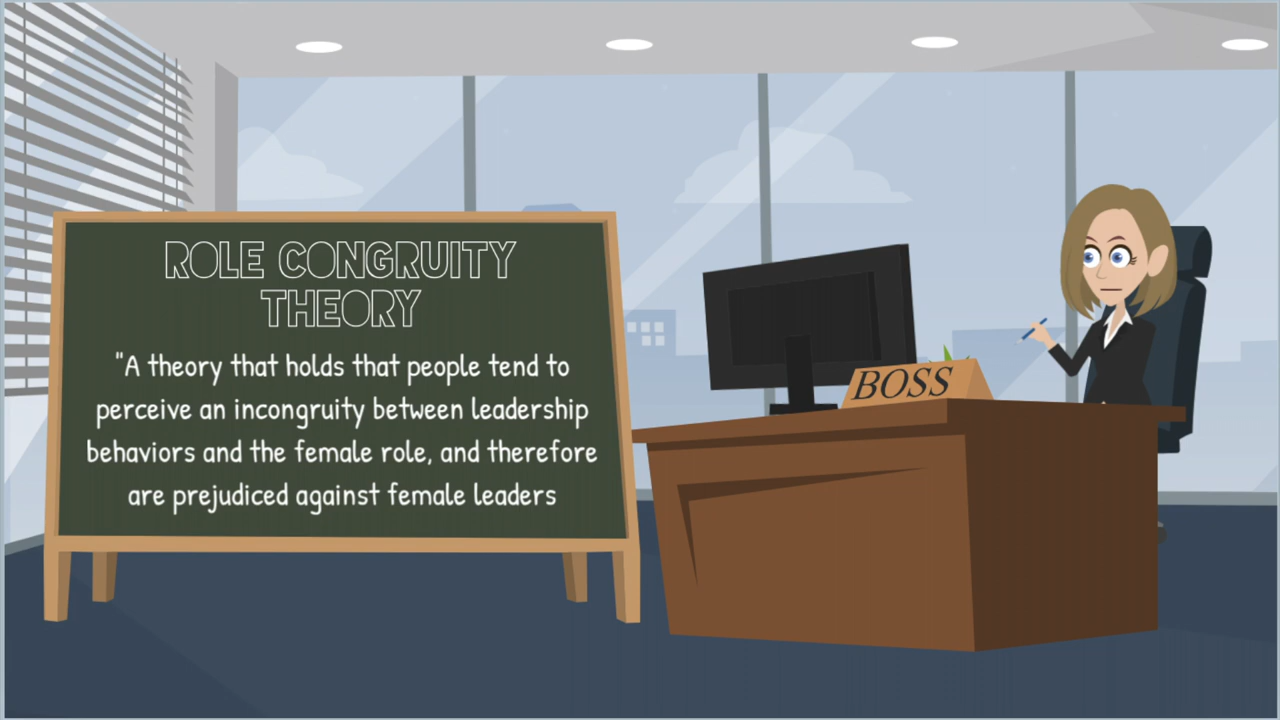 ROLE CONGRUITY
THEORY
"A theory that holds that people tend to
perceive an incongruity between leadership
behaviors and the female role, and therefore
are prejudiced against female leaders
BOSS